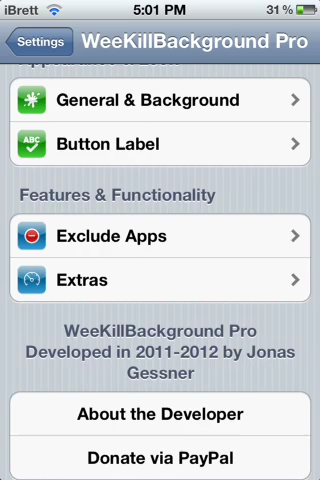 iBrett 5:01 PM 31%
Settings WeeKillBackground Pro
General & Background
ABC
Button Label
Features & Functionality
Exclude Apps
Extras
WeeKillBackground Pro
Developed in 2011-2012 by Jonas
Gessner
About the Developer
Donate via PayPal